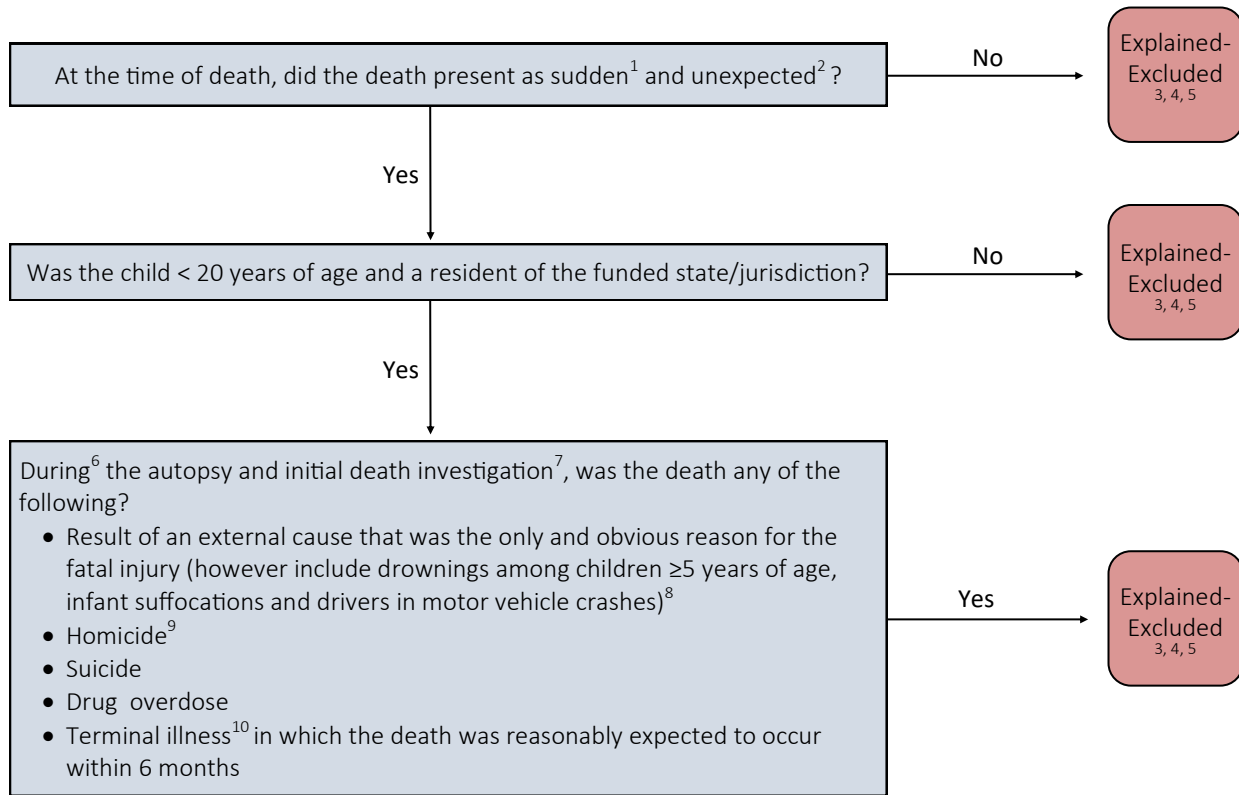 At the time of death, did the death present as sudden1 and unexpected2 ?
No
Explained-
Excluded
3, 4, 5
Yes
Was the child < 20 years of age and a resident of the funded state/jurisdiction?
No
Explained-
Excluded
3, 4, 5
Yes
During6 the autopsy and initial death investigation7, was the death any of the
following?
• Result of an external cause that was the only and obvious reason for the
fatal injury (however include drownings among children ≥5 years of age,
infant suffocations and drivers in motor vehicle crashes)8
• Homicide9
• Suicide
• Drug overdose
• Terminal illness10 in which the death was reasonably expected to occur
within 6 months
Yes
Explained-
Excluded
3, 4, 5